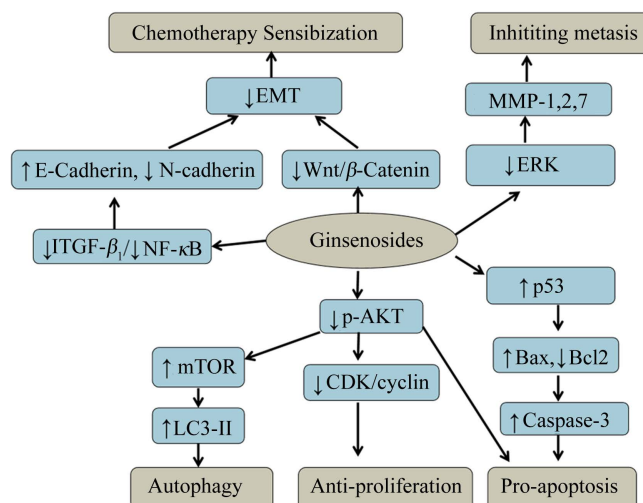 Chemotherapy Sensibization
Inhititing metasis
↓EMT
MMP-1,2,7
↑E-Cadherin, ↓N-cadherin
↓Wnt/β-Catenin
↓ERK
↓ITGF-β₁/↓NF-κB
Ginsenosides
↑p53
↓p-AKT
↑mTOR
↓CDK/cyclin
↑Bax,↓Bcl2
↑LC3-II
↑Caspase-3
Autophagy
Anti-proliferation
Pro-apoptosis